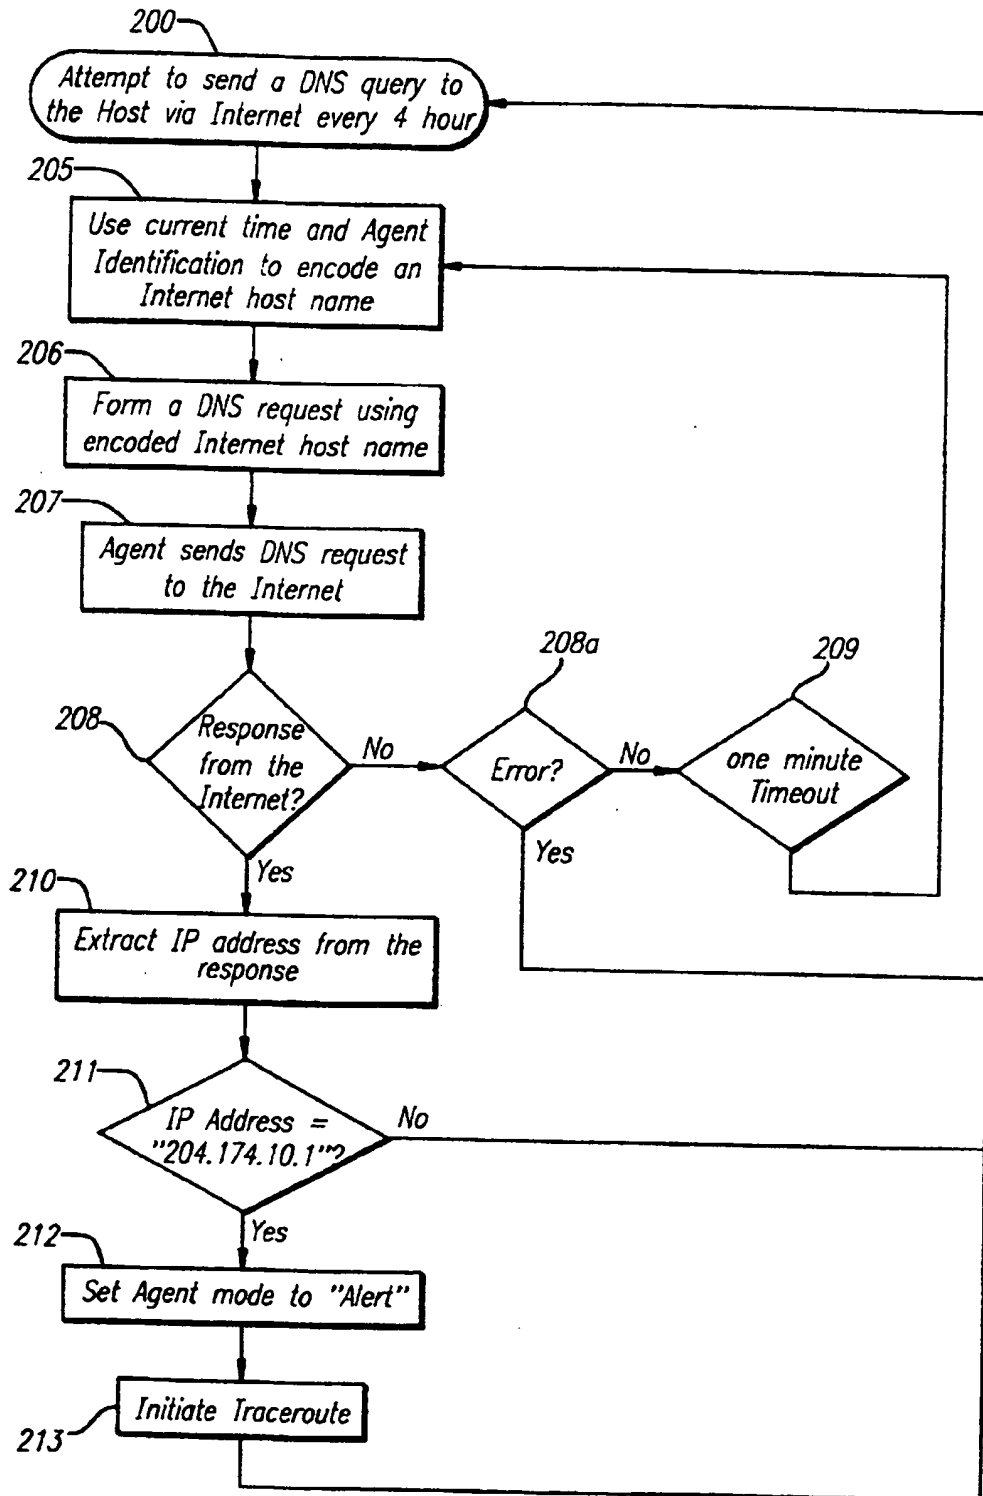 200
Attempt to send a DNS query to
the Host via Internet every 4 hour
205
Use current time and Agent
Identification to encode an
Internet host name
206
Form a DNS request using
encoded Internet host name
207
Agent sends DNS request
to the Internet
208
Response
from the
Internet?
No
208a
Error?
No
209
one minute
Timeout
Yes
Yes
210
Extract IP address from the
response
211
IP Address =
"204.174.10.1"?
No
Yes
212
Set Agent mode to "Alert"
Initiate Traceroute
213